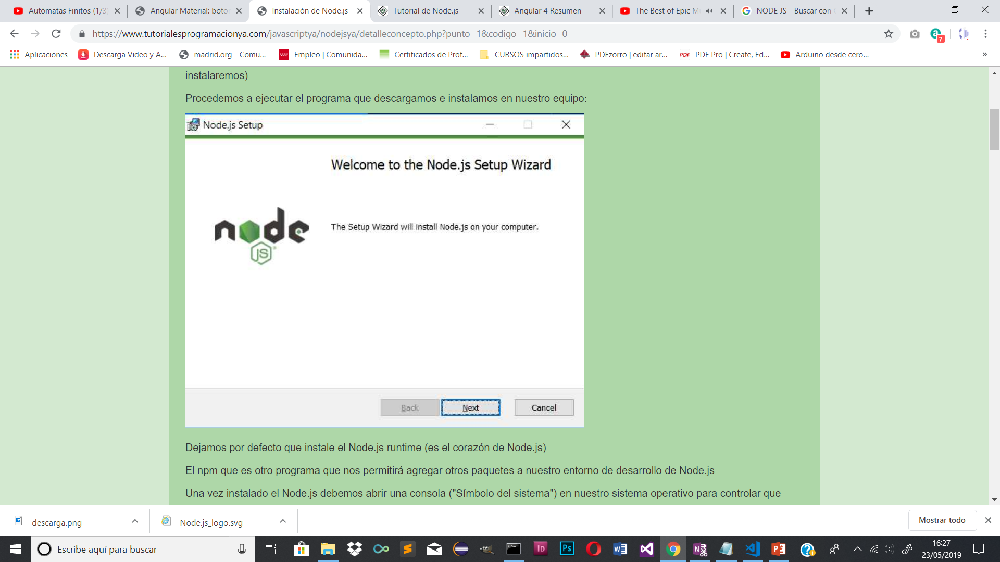 Autómatas Finitos (1/3)
Angular Material: boto
Instalación de Node.js
Tutorial de Node.js
Angular 4 Resumen
The Best of Epic M
NODE JS - Buscar con
https://www.tutorialesprogramacionya.com/javascriptya/nodejsya/detalleconcepto.php?punto=1&codigo=1&inicio=0
7
Aplicaciones
Descarga Video y A...
madrid.org - Comu...
Empleo | Comunida...
Certificados de Prof...
CURSOS impartidos...
PDFzorro | editar ar...
PDF PDF Pro | Create, Ed...
Arduino desde cero...
»
instalaremos)
Procedemos a ejecutar el programa que descargamos e instalamos en nuestro equipo:
Node.js Setup
Welcome to the Node.js Setup Wizard
The Setup Wizard will install Node.js on your computer.
node
JS
Back
Next
Cancel
Dejamos por defecto que instale el Node.js runtime (es el corazón de Node.js)
El npm que es otro programa que nos permitirá agregar otros paquetes a nuestro entorno de desarrollo de Node.js
Una vez instalado el Node.js debemos abrir una consola ("Símbolo del sistema") en nuestro sistema operativo para controlar que
descarga.png
Node.js_logo.svg
Mostrar todo
Escribe aquí para buscar
16:27
23/05/2019